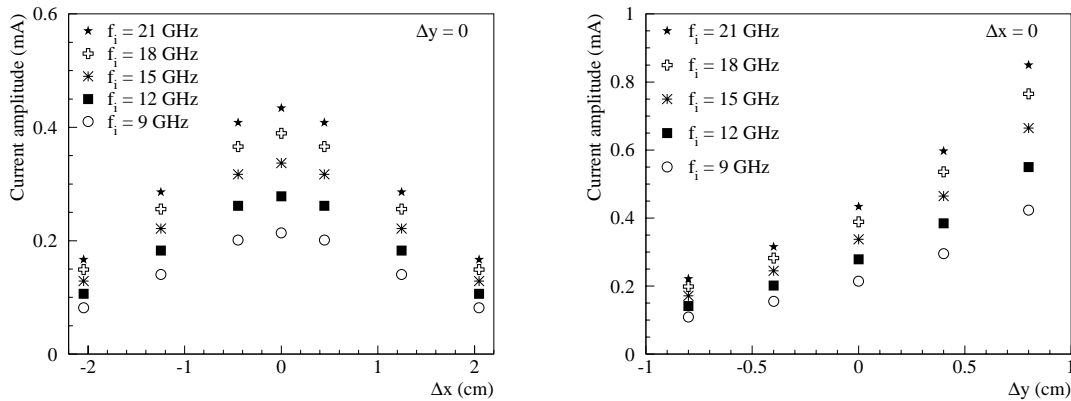 Current amplitude (mA)
0.6
0.4
0.2
0
f_i = 21 GHz
f_i = 18 GHz
f_i = 15 GHz
f_i = 12 GHz
f_i = 9 GHz
Δy = 0
-2 -1 0 1 2
Δx (cm)
Current amplitude (mA)
1
0.8
0.6
0.4
0.2
0
f_i = 21 GHz
f_i = 18 GHz
f_i = 15 GHz
f_i = 12 GHz
f_i = 9 GHz
Δx = 0
-1 -0.5 0 0.5 1
Δy (cm)